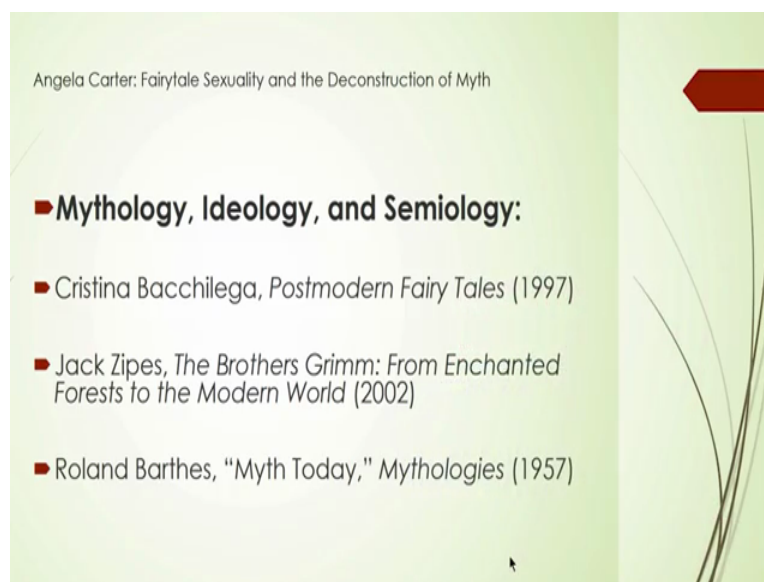 Angela Carter: Fairytale Sexuality and the Deconstruction of Myth
Mythology, Ideology, and Semiology:
Cristina Bacchilega, Postmodern Fairy Tales (1997)
Jack Zipes, The Brothers Grimm: From Enchanted
Forests to the Modern World (2002)
Roland Barthes, “Myth Today,” Mythologies (1957)